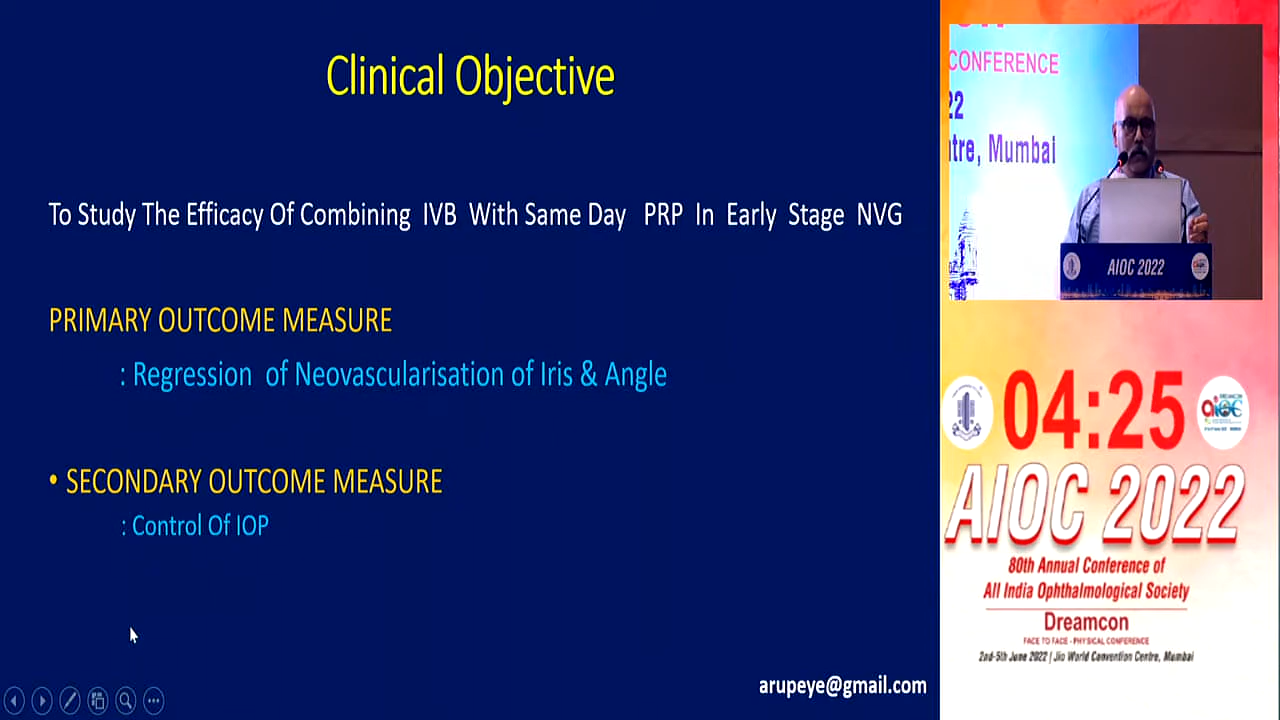 Clinical Objective
To Study The Efficacy Of Combining IVB With Same Day PRP In Early Stage NVG
PRIMARY OUTCOME MEASURE
: Regression of Neovascularisation of Iris & Angle
• SECONDARY OUTCOME MEASURE
: Control Of IOP
arupeye@gmail.com
CONFERENCE
22
tre, Mumbai
AIOC 2022
04:25
AIOC 2022
80th Annual Conference of
All India Ophthalmological Society
Dreamcon
FACE TO FACE - PHYSICAL CONFERENCE
2nd-5th June 2022 | Jio World Convention Centre, Mumbai